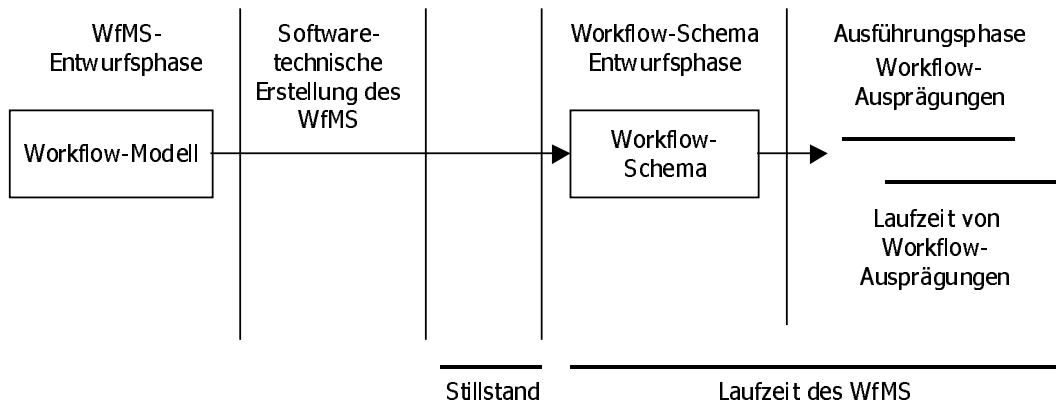 WfMS-
Entwurfsphase
Software-
technische
Erstellung des
WfMS
Workflow-Schema
Entwurfsphase
Ausführungsphase
Workflow-
Ausprägungen
Workflow-Modell
Workflow-
Schema
Laufzeit von
Workflow-
Ausprägungen
Stillstand
Laufzeit des WfMS